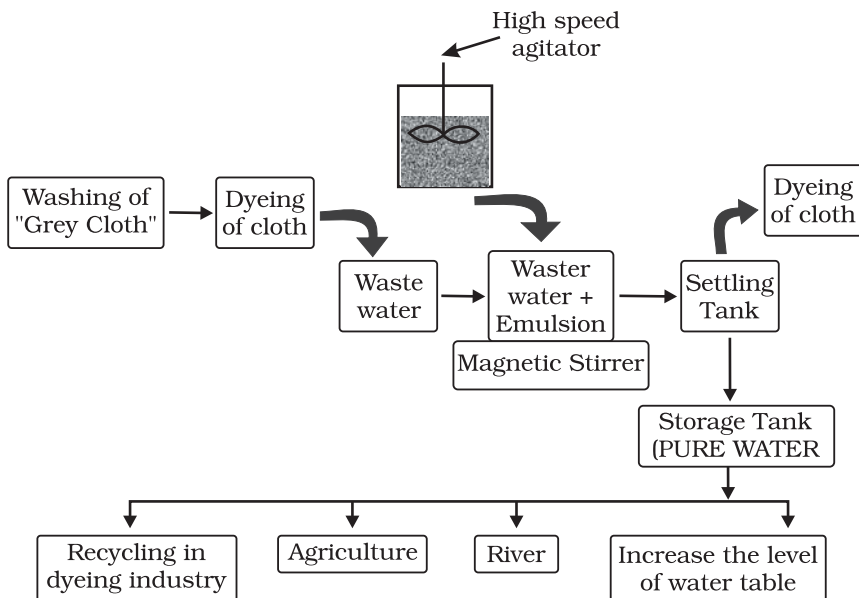 High speed
agitator
Washing of
"Grey Cloth"
Dyeing
of cloth
Dyeing
of cloth
Waste
water
Waster
water +
Emulsion
Settling
Tank
Magnetic Stirrer
Storage Tank
(PURE WATER
Recycling in
dyeing industry
Agriculture
River
Increase the level
of water table